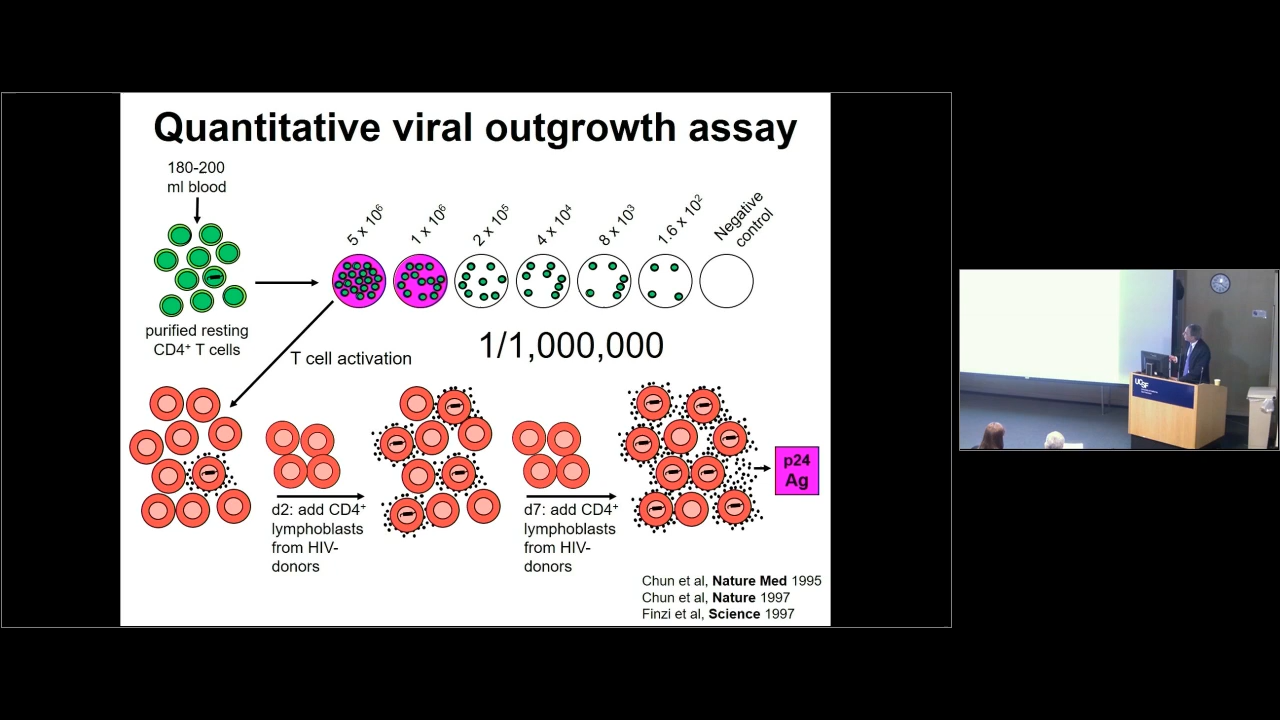 Quantitative viral outgrowth assay
180-200
ml blood
5 x 10⁶
1 x 10⁶
2 x 10⁵
4 x 10⁴
8 x 10³
1.6 x 10²
Negative
control
purified resting
CD4⁺ T cells
T cell activation
1/1,000,000
d2: add CD4⁺
lymphoblasts
from HIV-
donors
d7: add CD4⁺
lymphoblasts
from HIV-
donors
p24
Ag
Chun et al, Nature Med 1995
Chun et al, Nature 1997
Finzi et al, Science 1997
UCSF